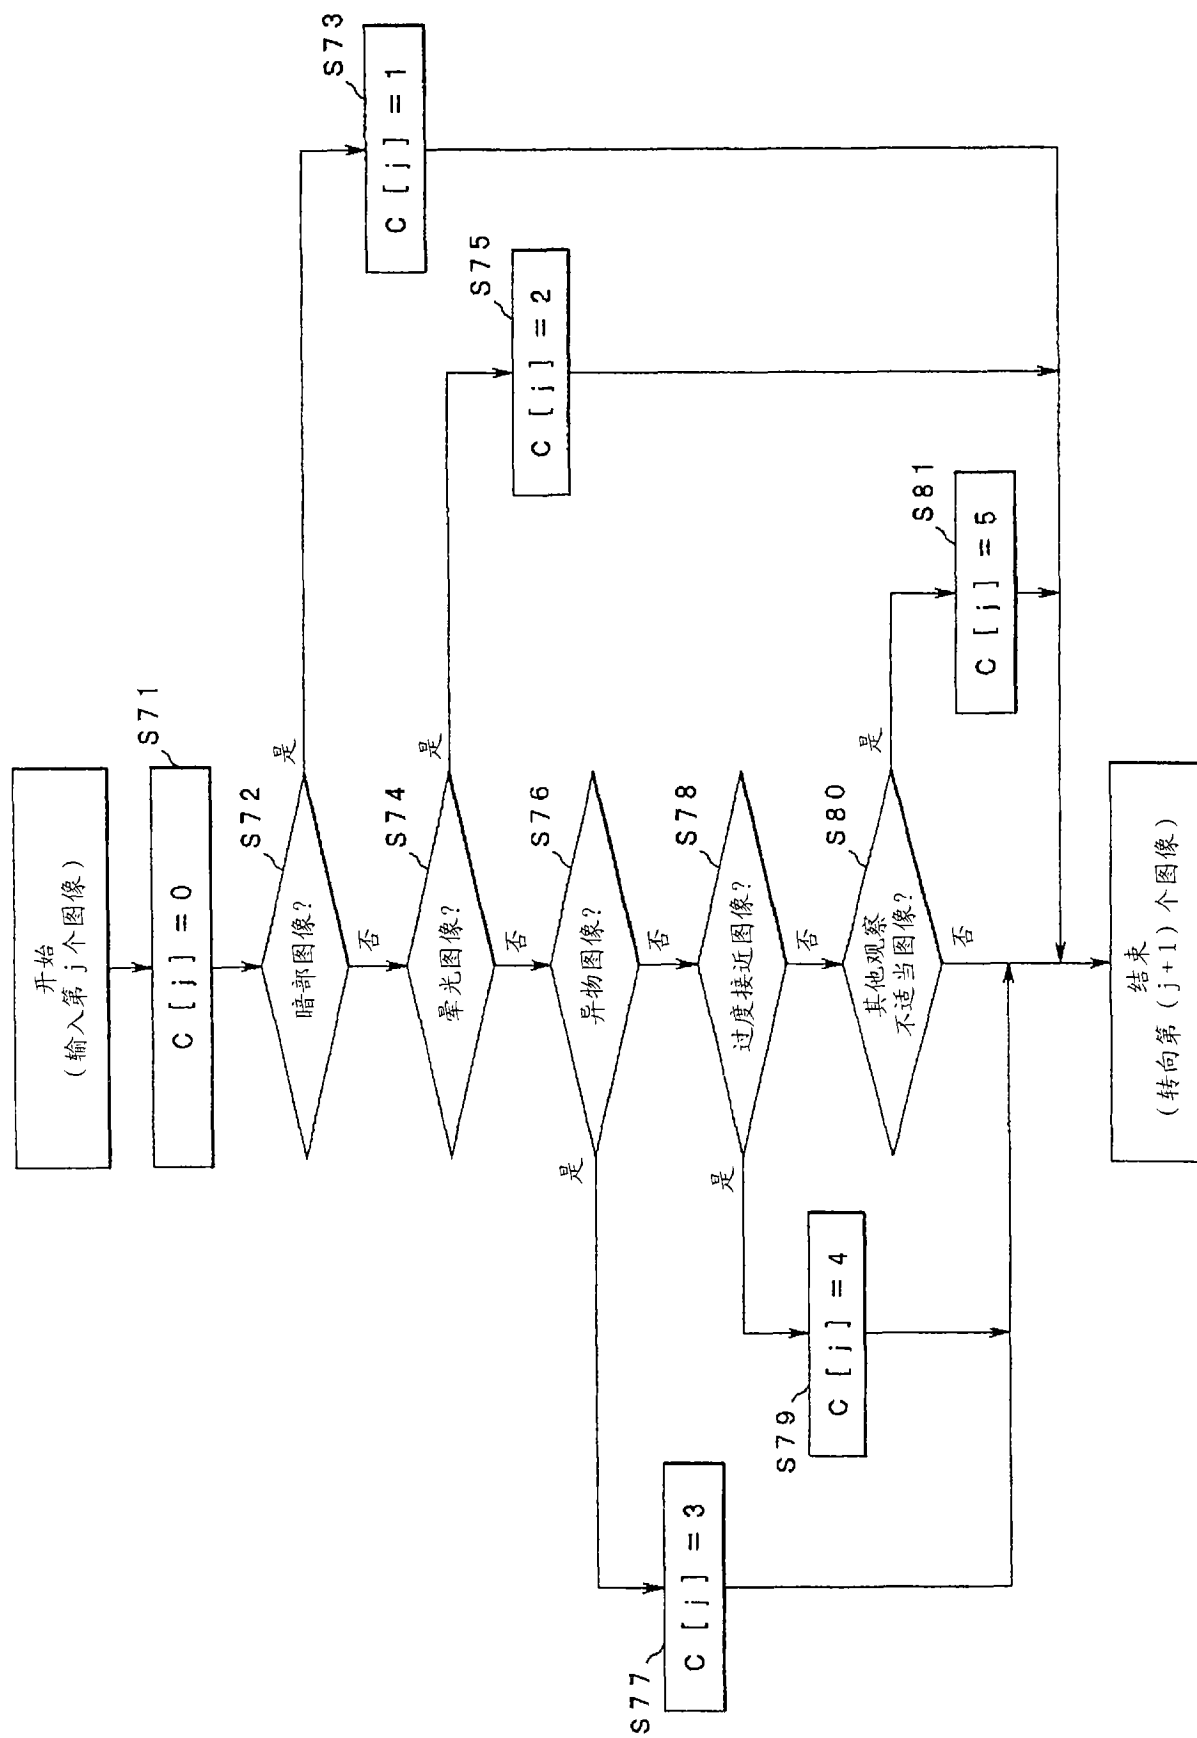 开始
(输入第 j 个图像)
C [j] = 0
S71
暗部图像?
S72
是
否
C [j] = 1
S73
晕光图像?
S74
是
否
C [j] = 2
S75
异物图像?
S76
是
否
C [j] = 3
S77
过度接近图像?
S78
是
否
C [j] = 4
S79
其他观察
不适当图像?
S80
是
否
C [j] = 5
S81
结束
(转向第 (j+1) 个图像)